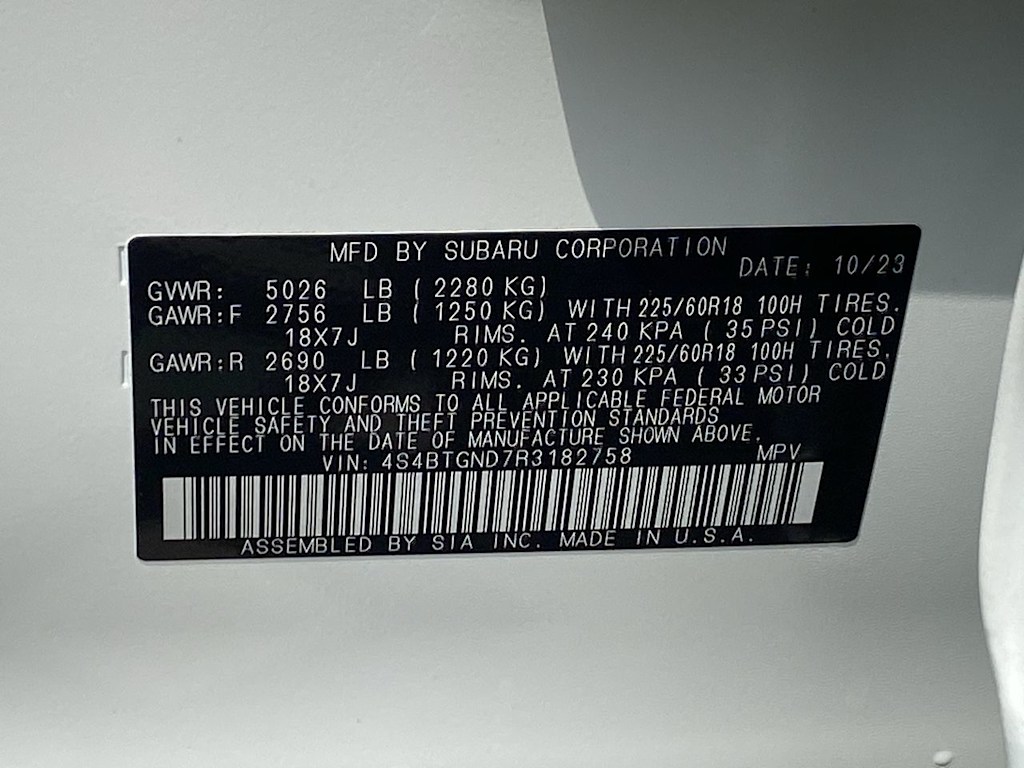 MFD BY SUBARU CORPORATION
DATE: 10/23
GVWR: 5026 LB ( 2280 KG)
GAWR:F 2756 LB ( 1250 KG) WITH 225/60R18 100H TIRES.
18X7J RIMS. AT 240 KPA ( 35 PSI) COLD
GAWR:R 2690 LB ( 1220 KG) WITH 225/60R18 100H TIRES.
18X7J RIMS. AT 230 KPA ( 33 PSI) COLD
THIS VEHICLE CONFORMS TO ALL APPLICABLE FEDERAL MOTOR
VEHICLE SAFETY AND THEFT PREVENTION STANDARDS
IN EFFECT ON THE DATE OF MANUFACTURE SHOWN ABOVE.
VIN: 4S4BTGND7R3182758 MPV
ASSEMBLED BY SIA INC. MADE IN U.S.A.